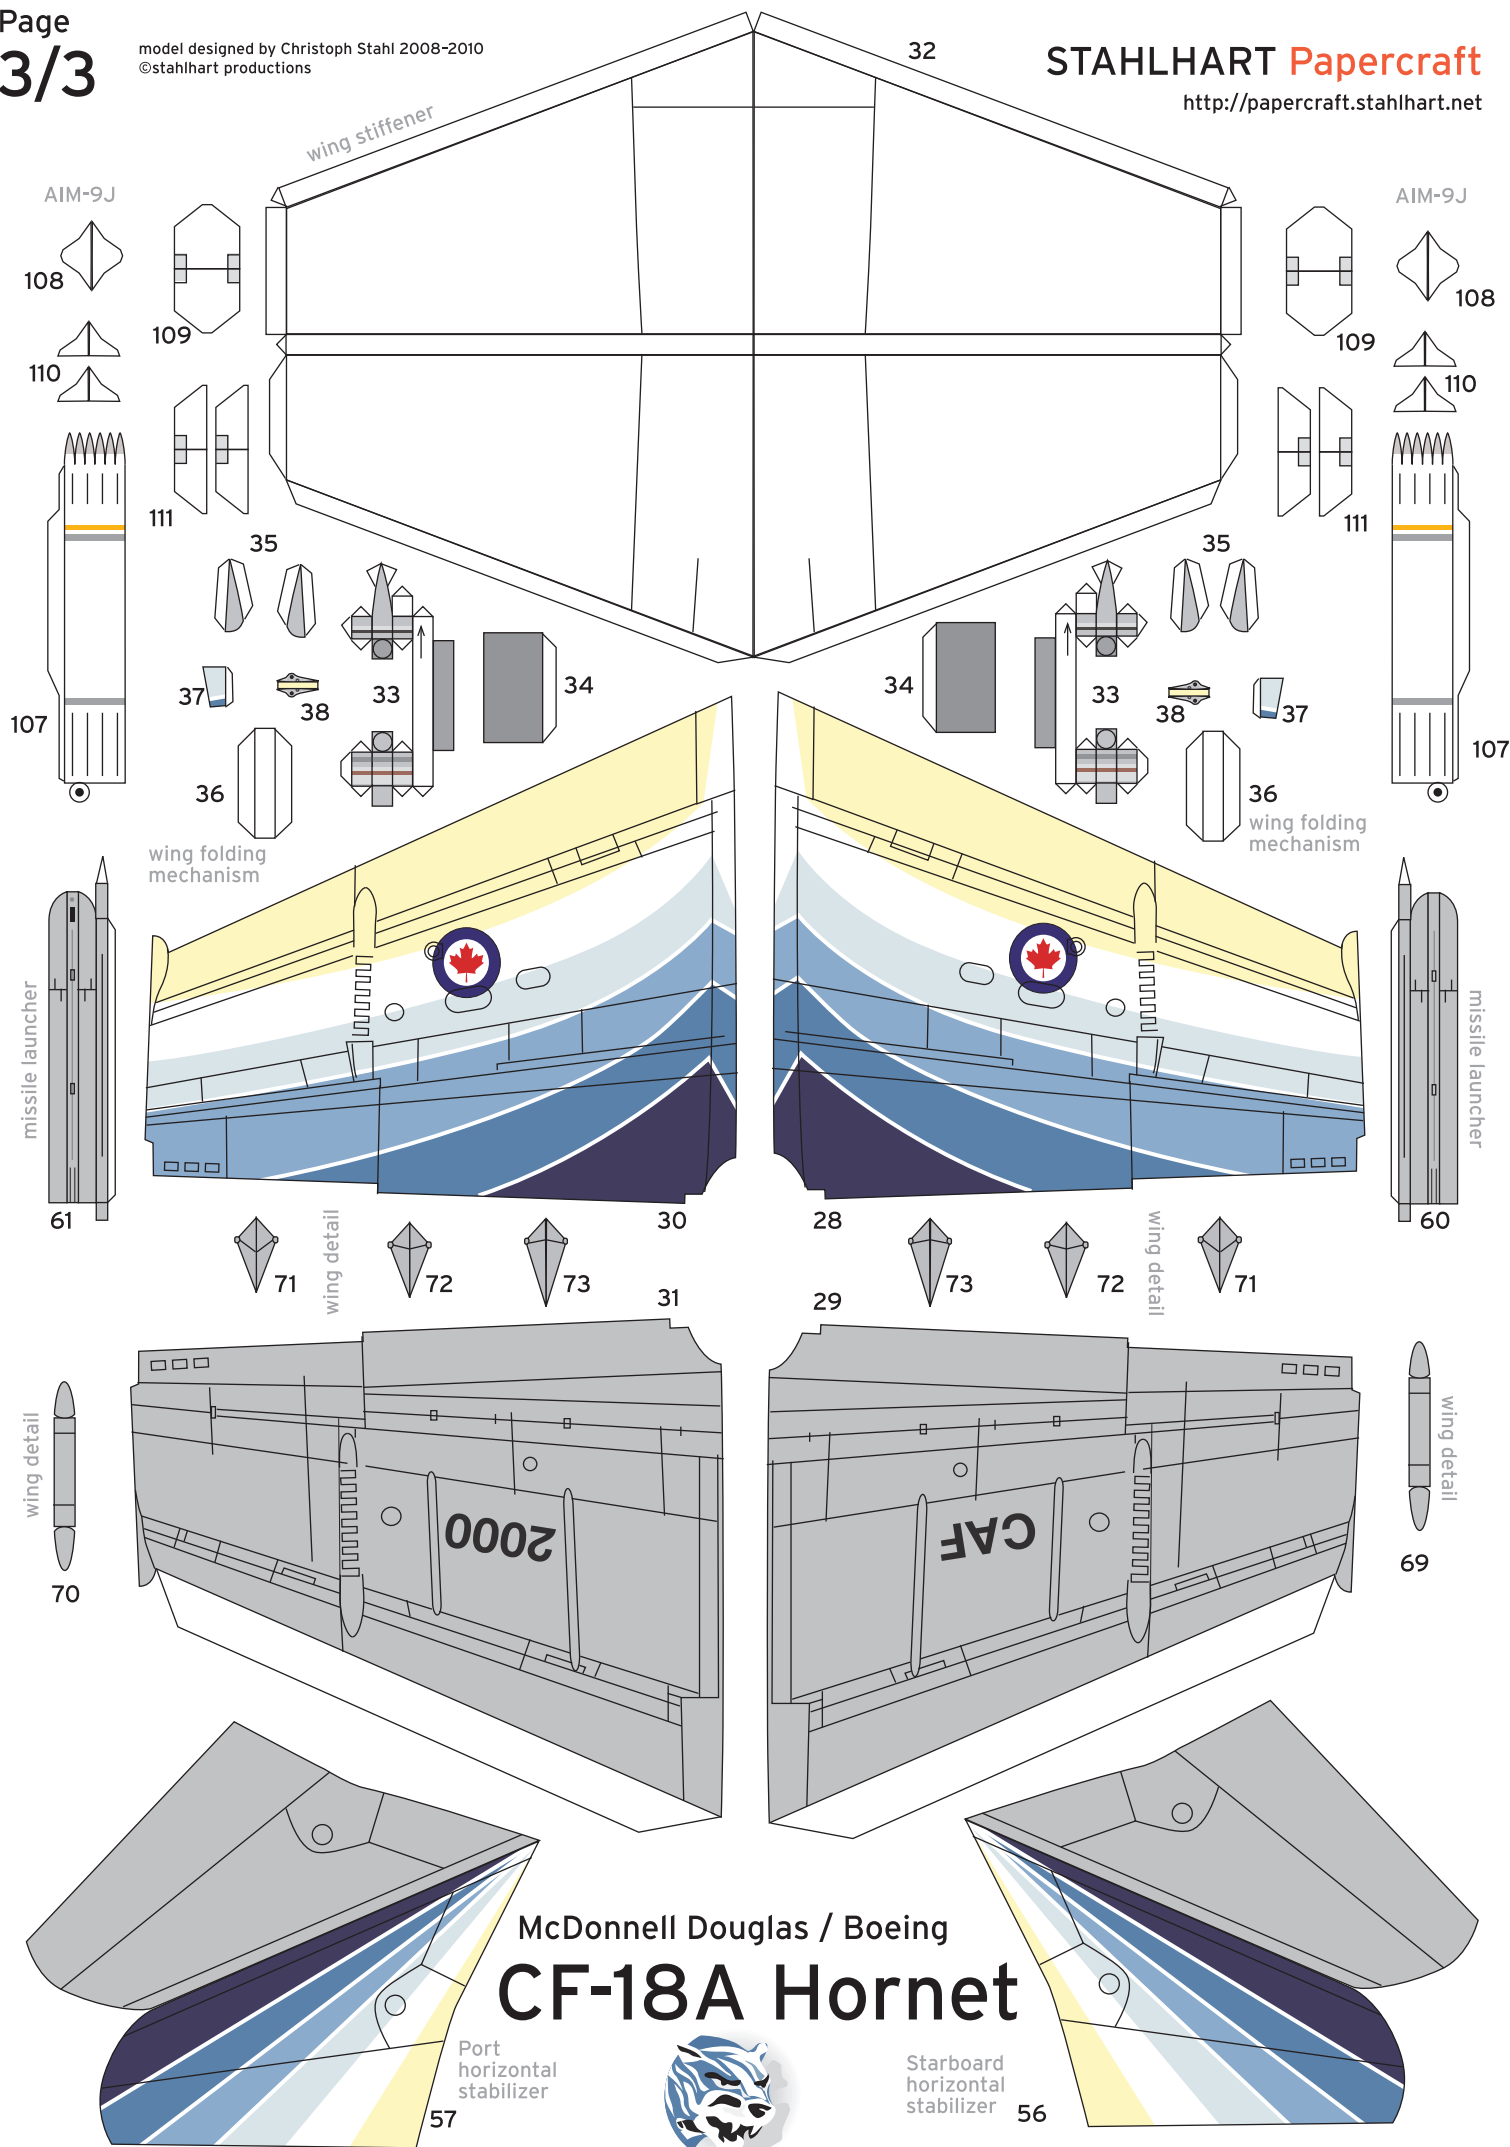 Page
3/3
model designed by Christoph Stahl 2008-2010
©stahlhart productions
STAHLHART Papercraft
http://papercraft.stahlhart.net
32
wing stiffener
AIM-9J
AIM-9J
108
108
109
109
110
110
111
111
35
35
37
38
33
34
34
33
38
37
107
107
36
36
wing folding
mechanism
wing folding
mechanism
missile launcher
missile launcher
61
30
28
60
71
wing detail
72
73
73
72
wing detail
71
31
29
wing detail
wing detail
2000
CAF
70
69
McDonnell Douglas / Boeing
CF-18A Hornet
Port
horizontal
stabilizer
57
Starboard
horizontal
stabilizer
56